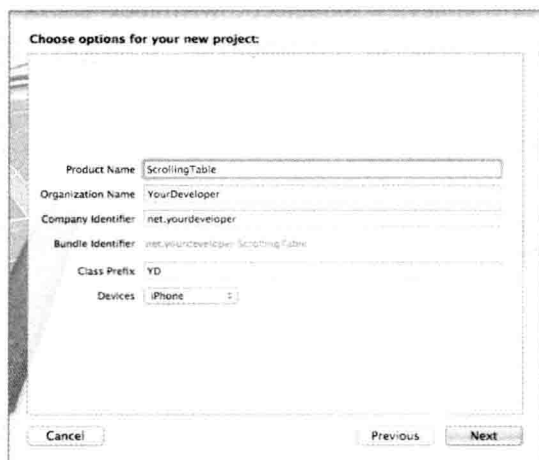 Choose options for your new project:
Product Name ScrollingTable
Organization Name YourDeveloper
Company Identifier net.yourdeveloper
Bundle Identifier net.yourdeveloper.ScrollingTable
Class Prefix YD
Devices iPhone
Cancel Previous Next